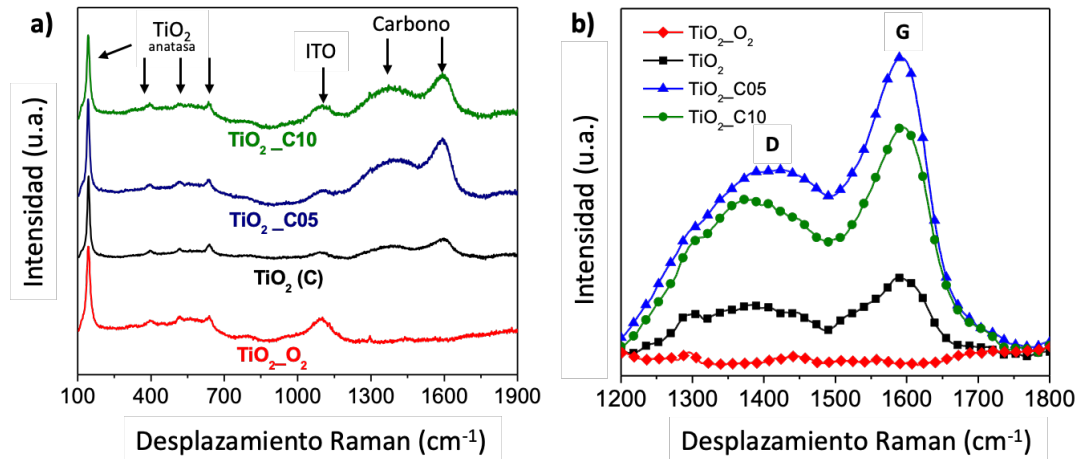 a)
Intensidad (u.a.)
TiO₂
anatasa
ITO
Carbono
TiO₂_C10
TiO₂_C05
TiO₂ (C)
TiO₂_O₂
100 400 700 1000 1300 1600 1900
Desplazamiento Raman (cm⁻¹)
b)
Intensidad (u.a.)
TiO₂_O₂
TiO₂
TiO₂_C05
TiO₂_C10
D
G
1200 1300 1400 1500 1600 1700 1800
Desplazamiento Raman (cm⁻¹)